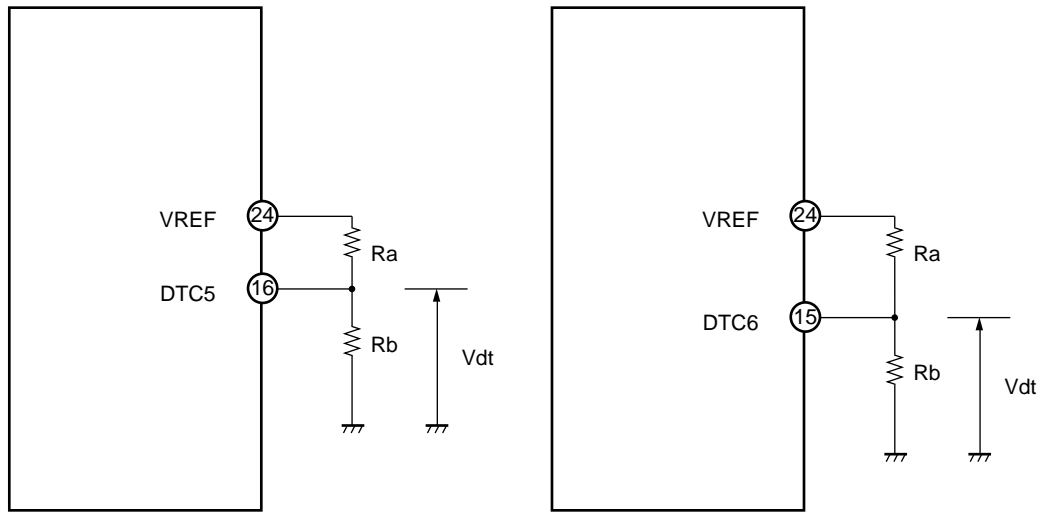 VREF
24
Ra
DTC5
16
Rb
Vdt
VREF
24
Ra
DTC6
15
Rb
Vdt